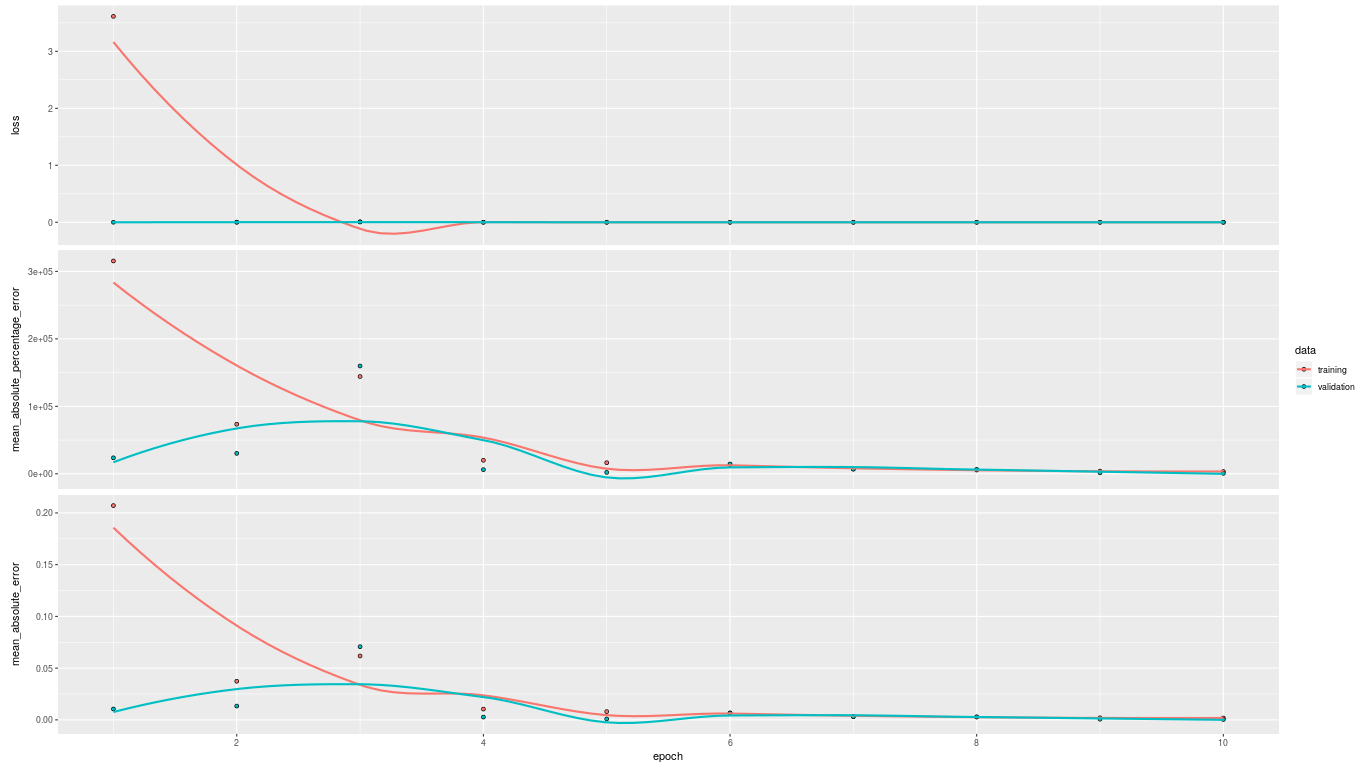 loss
3
2
1
0
mean_absolute_percentage_error
3e+05
2e+05
1e+05
0e+00
mean_absolute_error
0.20
0.15
0.10
0.05
0.00
2
4
6
8
10
epoch
data
training
validation